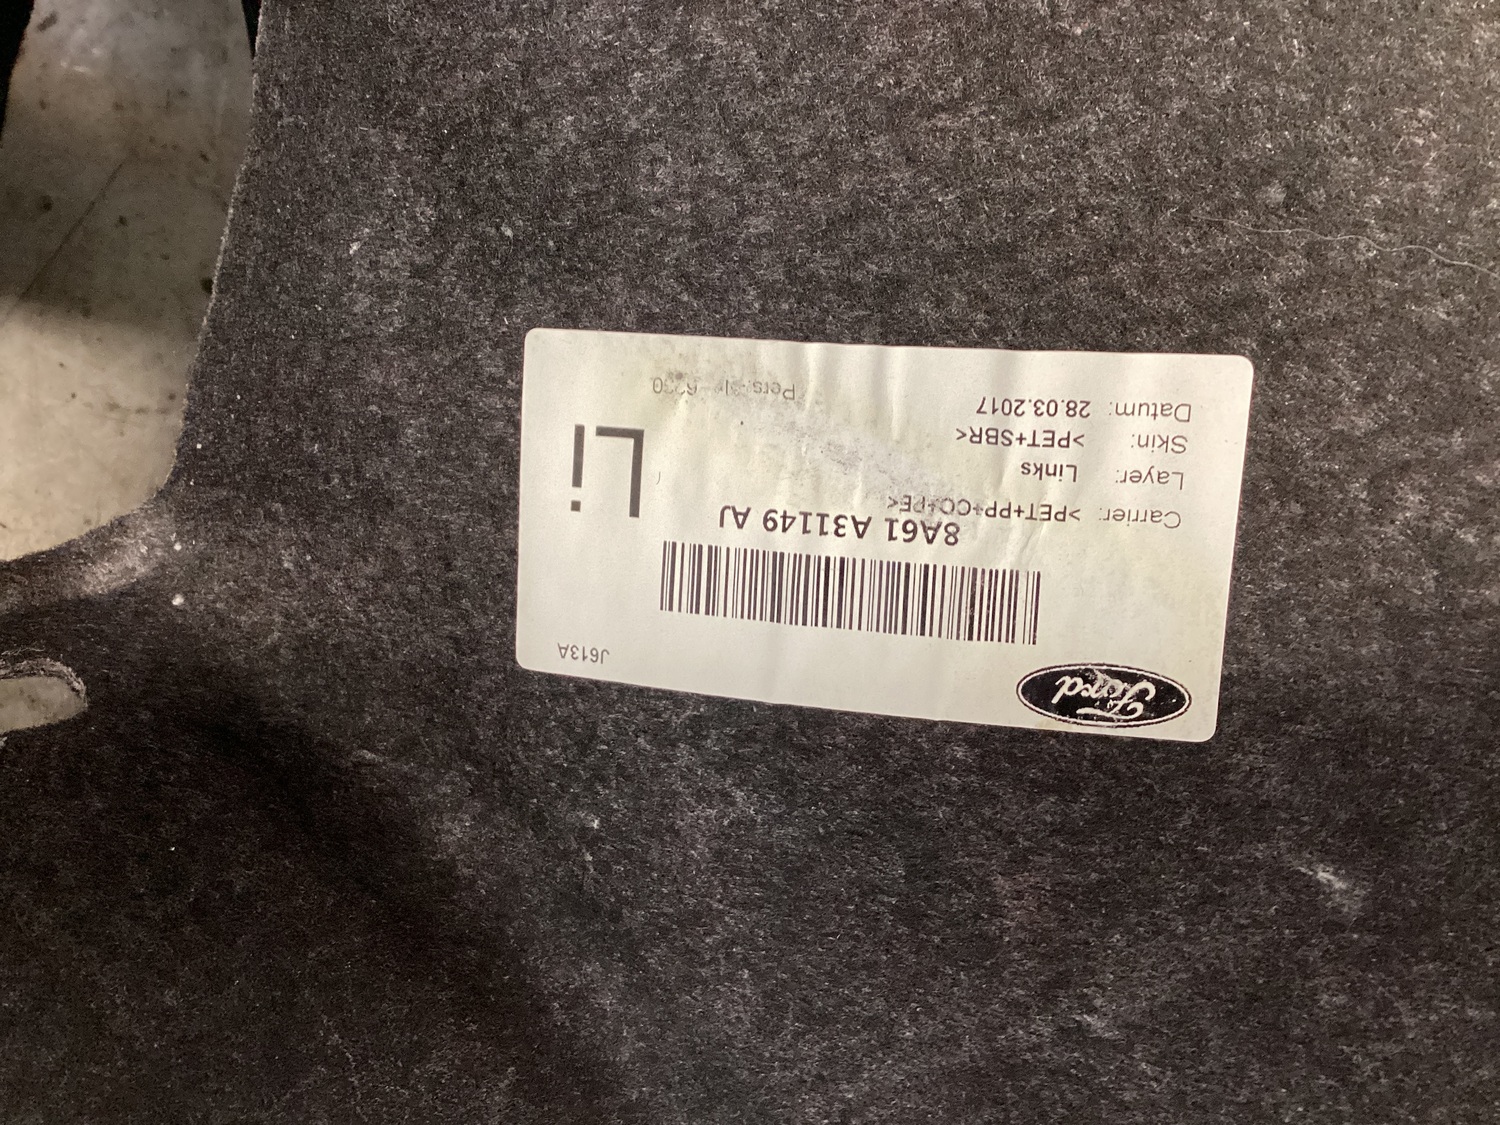 Ford
J613A
8A61 A31149 AJ
Carrier: >PET+PP+CO+PE<
Layer: Links
Li
Skin: >PET+SBR<
Datum: 28.03.2017